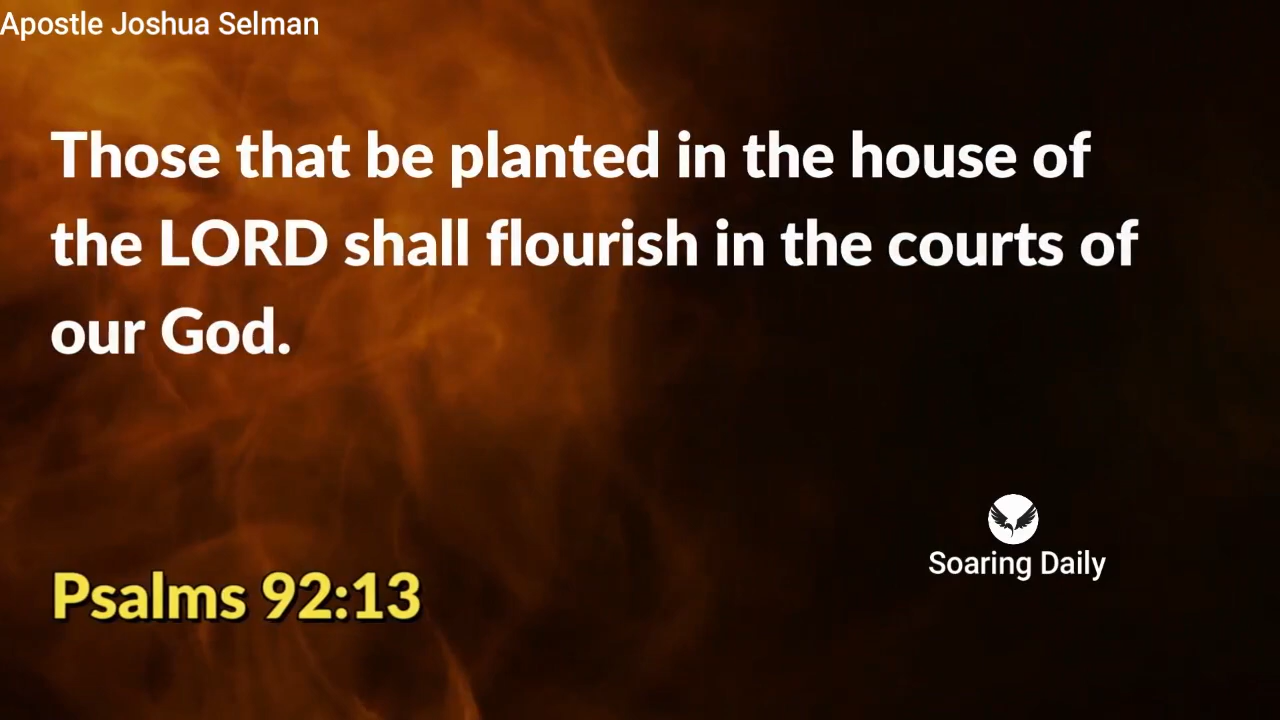 Apostle Joshua Selman
Those that be planted in the house of
the LORD shall flourish in the courts of
our God.
Soaring Daily
Psalms 92:13